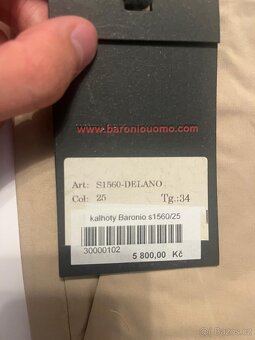 www.baroniouomo.com
Art: S1560-DELANO
Col: 25 Tg.:34
kalhoty Baronio s1560/25
30000102
5 800,00 Kč